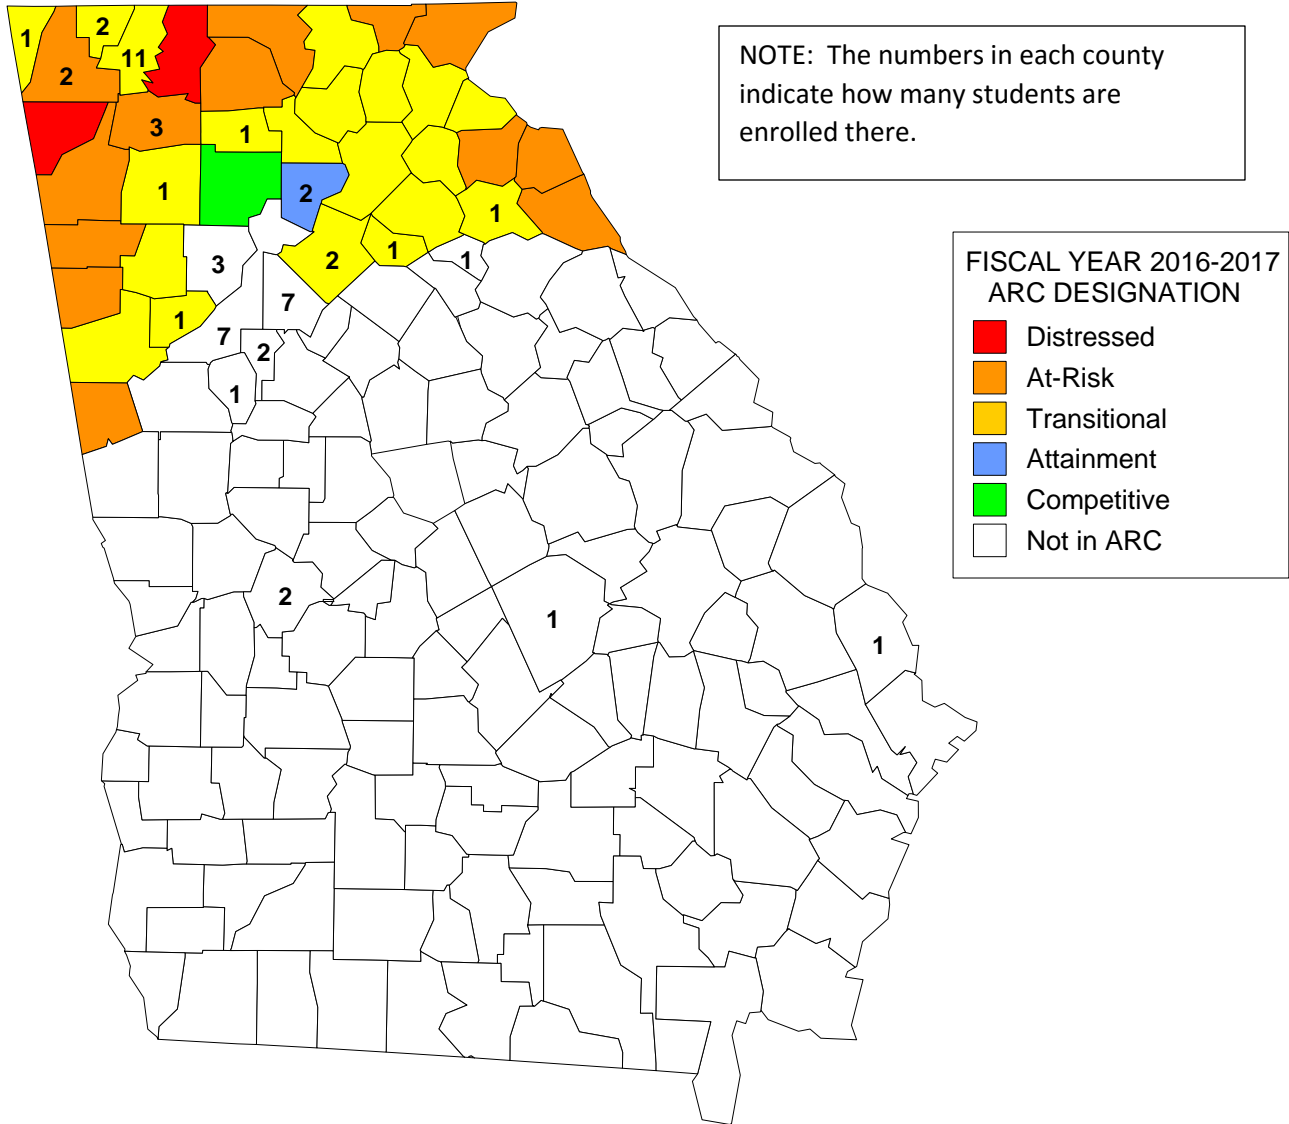 1
2
11
2
NOTE: The numbers in each county
indicate how many students are
enrolled there.
3
1
1
2
1
2
1
1
3
7
1
7
2
1
FISCAL YEAR 2016-2017
ARC DESIGNATION
Distressed
At-Risk
Transitional
Attainment
Competitive
Not in ARC
2
1
1